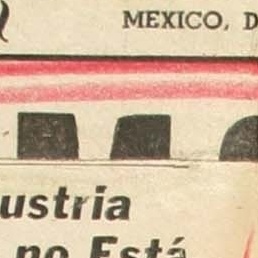 MEXICO, D
ustria
no Está